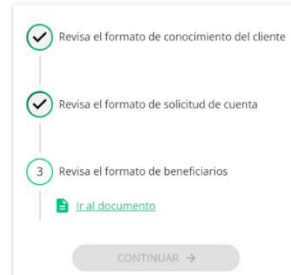 Revisa el formato de conocimiento del cliente
Revisa el formato de solicitud de cuenta
3 Revisa el formato de beneficiarios
Ir al documento
CONTINUAR →